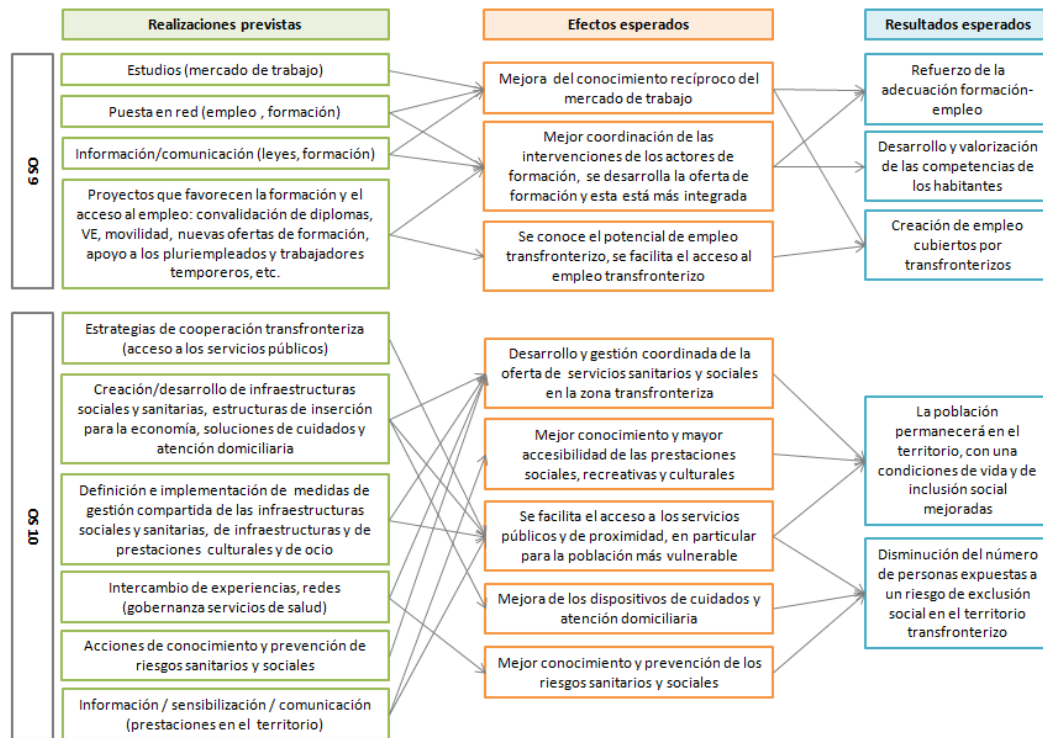 Realizaciones previstas
Efectos esperados
Resultados esperados
OS 9
Estudios (mercado de trabajo)
Puesta en red (empleo , formación)
Información/comunicación (leyes, formación)
Proyectos que favorecen la formación y el
acceso al empleo: convalidación de diplomas,
VE, movilidad, nuevas ofertas de formación,
apoyo a los pluriempleados y trabajadores
temporeros, etc.
Mejora del conocimiento recíproco del
mercado de trabajo
Mejor coordinación de las
intervenciones de los actores de
formación, se desarrolla la oferta de
formación y esta está más integrada
Se conoce el potencial de empleo
transfronterizo, se facilita el acceso al
empleo transfronterizo
Refuerzo de la
adecuación formación-
empleo
Desarrollo y valorización
de las competencias de
los habitantes
Creación de empleo
cubiertos por
transfronterizos
OS 10
Estrategias de cooperación transfronteriza
(acceso a los servicios públicos)
Creación/desarrollo de infraestructuras
sociales y sanitarias, estructuras de inserción
para la economía, soluciones de cuidados y
atención domiciliaria
Definición e implementación de medidas de
gestión compartida de las infraestructuras
sociales y sanitarias, de infraestructuras y de
prestaciones culturales y de ocio
Intercambio de experiencias, redes
(gobernanza servicios de salud)
Acciones de conocimiento y prevención de
riesgos sanitarios y sociales
Información / sensibilización / comunicación
(prestaciones en el territorio)
Desarrollo y gestión coordinada de la
oferta de servicios sanitarios y sociales
en la zona transfronteriza
Mejor conocimiento y mayor
accesibilidad de las prestaciones
sociales, recreativas y culturales
Se facilita el acceso a los servicios
públicos y de proximidad, en particular
para la población más vulnerable
Mejora de los dispositivos de cuidados y
atención domiciliaria
Mejor conocimiento y prevención de los
riesgos sanitarios y sociales
La población
permanecerá en el
territorio, con una
condiciones de vida y de
inclusión social
mejoradas
Disminución del número
de personas expuestas a
un riesgo de exclusión
social en el territorio
transfronterizo